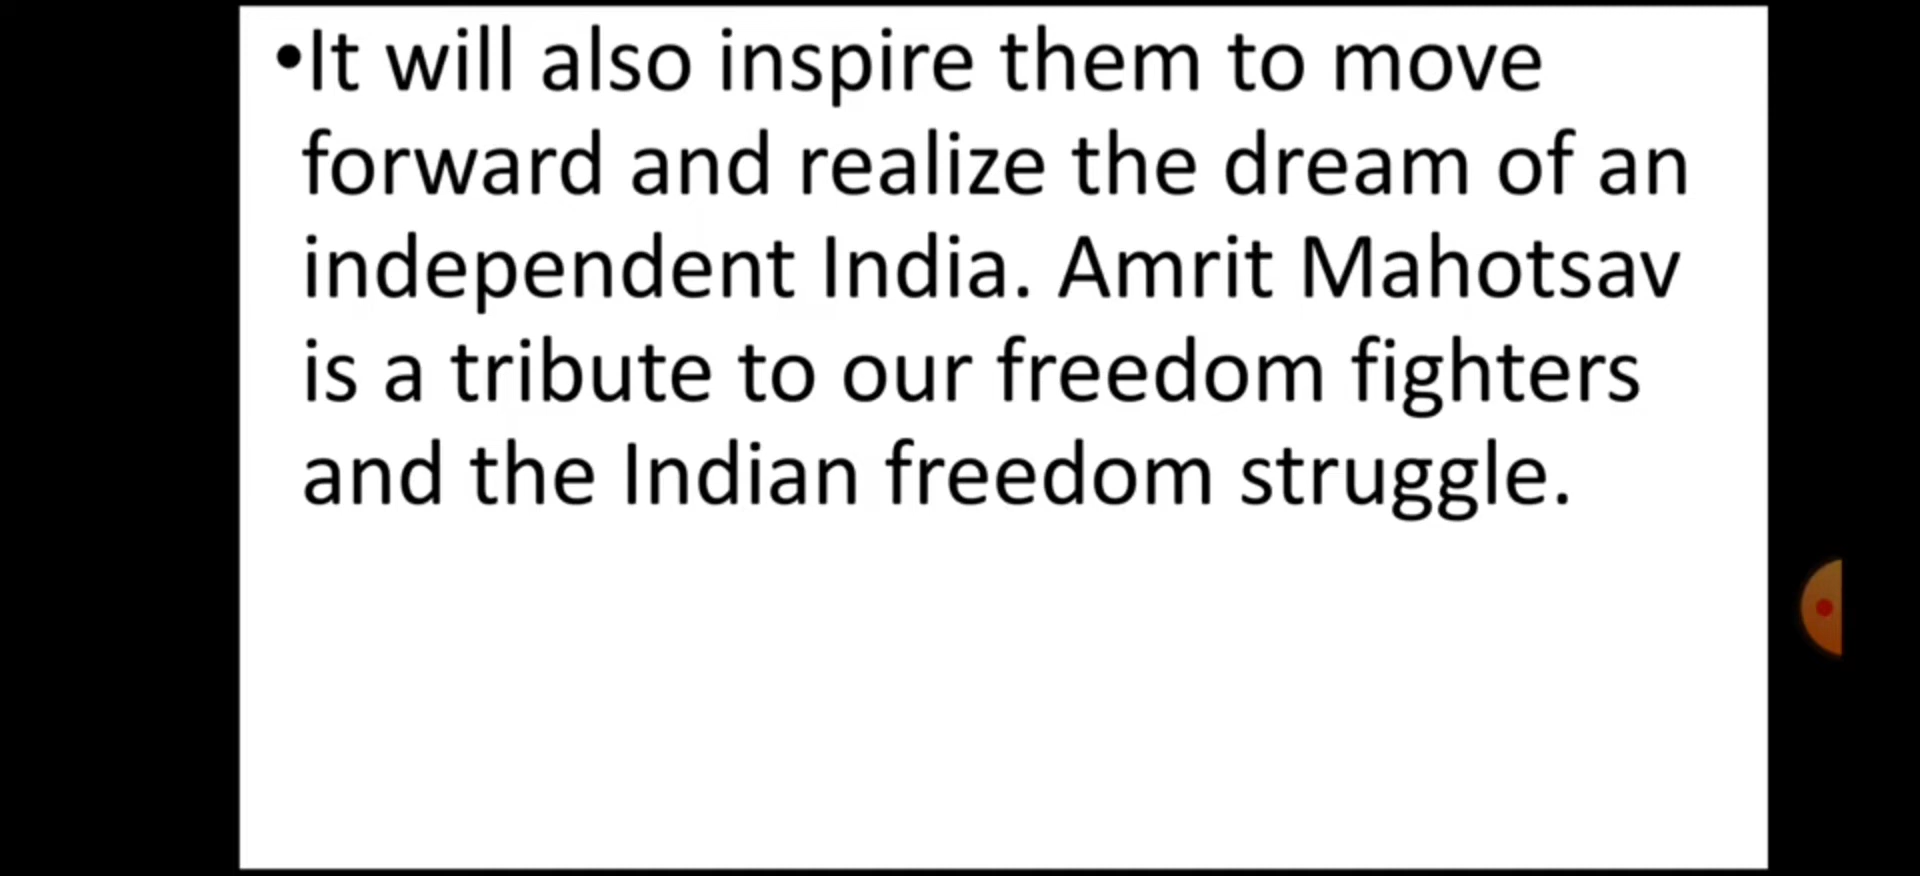 •It will also inspire them to move
forward and realize the dream of an
independent India. Amrit Mahotsav
is a tribute to our freedom fighters
and the Indian freedom struggle.